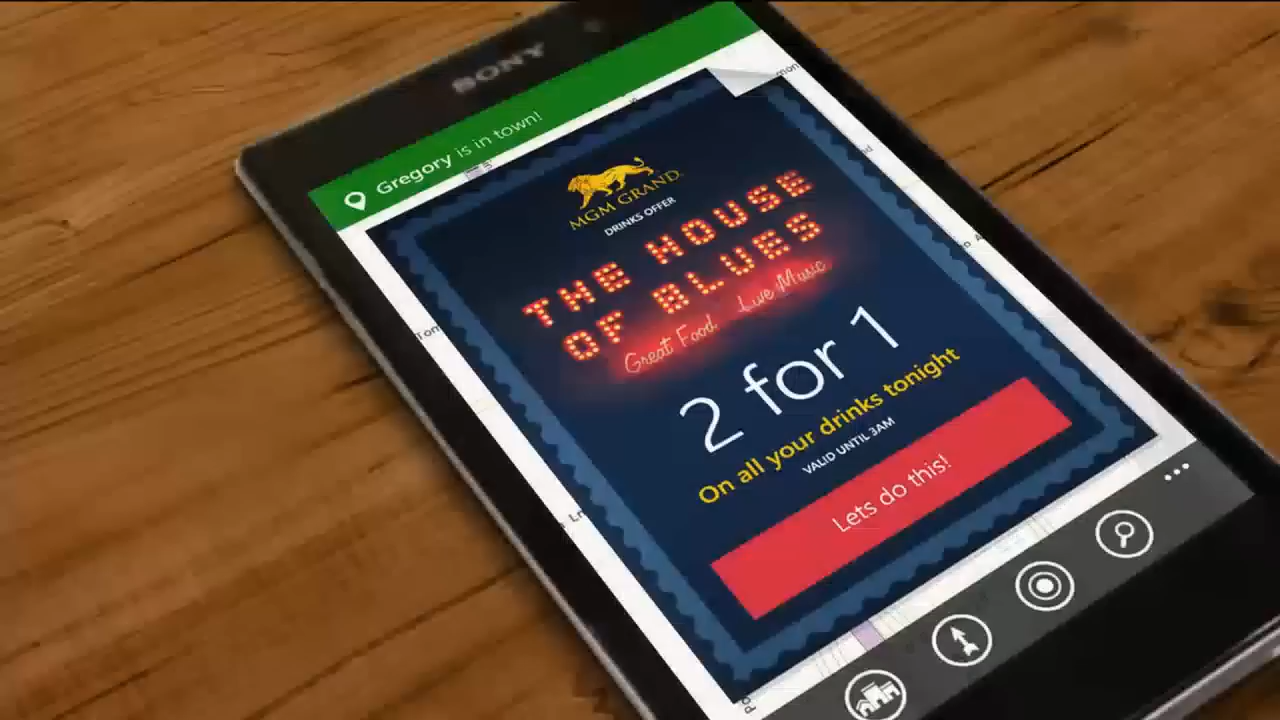 SONY
Gregory is in town!
MGM GRAND
DRINKS OFFER
THE HOUSE
OF BLUES
Great Food Live Music
2 for 1
On all your drinks tonight
VALID UNTIL 3AM
Lets do this!